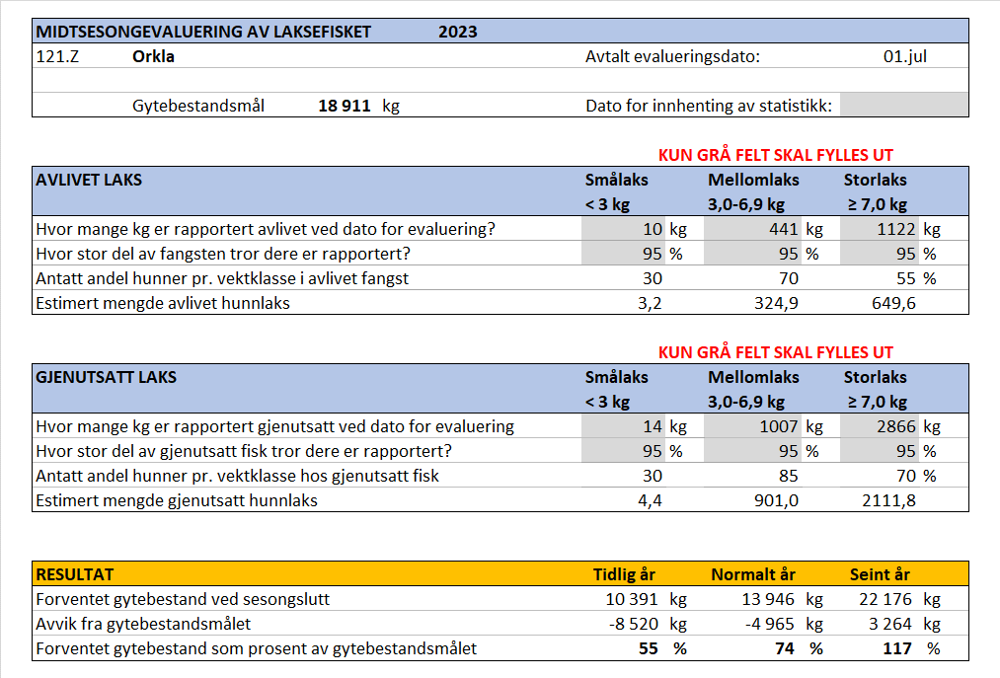 MIDTSESONGEVALUERING AV LAKSEFISKET 2023
121.Z Orkla Avtalt evalueringsdato: 01.jul
Gytebestandsmål 18 911 kg Dato for innhenting av statistikk:
KUN GRÅ FELT SKAL FYLLES UT
AVLIVET LAKS Smålaks Mellomlaks Storlaks
< 3 kg 3,0-6,9 kg ≥ 7,0 kg
Hvor mange kg er rapportert avlivet ved dato for evaluering? 10 kg 441 kg 1122 kg
Hvor stor del av fangsten tror dere er rapportert? 95 % 95 % 95 %
Antatt andel hunner pr. vektklasse i avlivet fangst 30 70 55 %
Estimert mengde avlivet hunnlaks 3,2 324,9 649,6
KUN GRÅ FELT SKAL FYLLES UT
GJENUTSATT LAKS Smålaks Mellomlaks Storlaks
< 3 kg 3,0-6,9 kg ≥ 7,0 kg
Hvor mange kg er rapportert gjenutsatt ved dato for evaluering 14 kg 1007 kg 2866 kg
Hvor stor del av gjenutsatt fisk tror dere er rapportert? 95 % 95 % 95 %
Antatt andel hunner pr. vektklasse hos gjenutsatt fisk 30 85 70 %
Estimert mengde gjenutsatt hunnlaks 4,4 901,0 2111,8
RESULTAT Tidlig år Normalt år Seint år
Forventet gytebestand ved sesongslutt 10 391 kg 13 946 kg 22 176 kg
Avvik fra gytebestandsmålet -8 520 kg -4 965 kg 3 264 kg
Forventet gytebestand som prosent av gytebestandsmålet 55 % 74 % 117 %